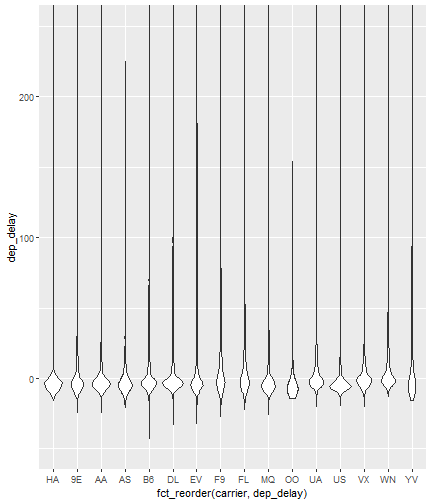 200
100
0
dep_delay
HA 9E AA AS B6 DL EV F9 FL MQ OO UA US VX WN YV
fct_reorder(carrier, dep_delay)